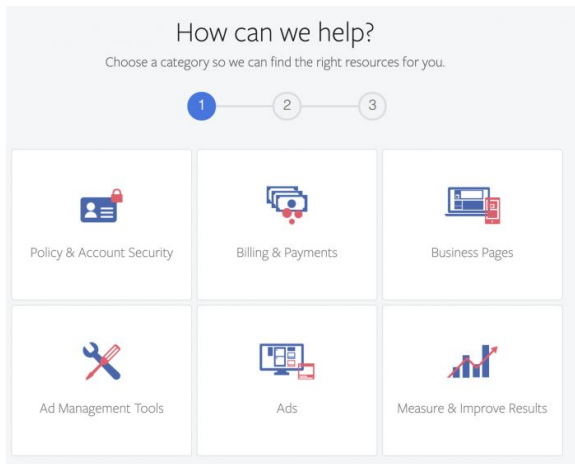 How can we help?
Choose a category so we can find the right resources for you.
1 2 3
Policy & Account Security
Billing & Payments
Business Pages
Ad Management Tools
Ads
Measure & Improve Results